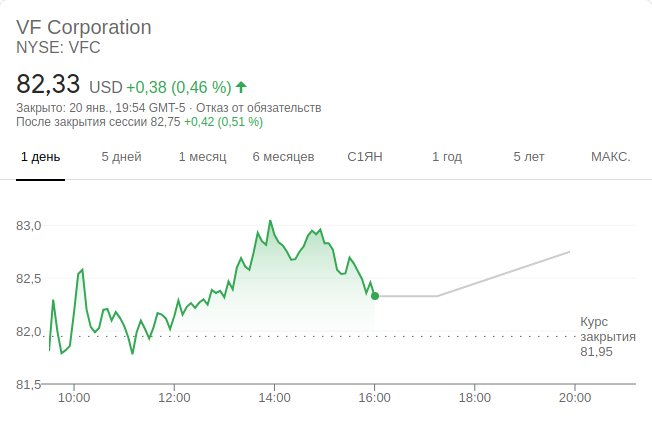 VF Corporation
NYSE: VFC
82,33 USD +0,38 (0,46 %)
Закрыто: 20 янв., 19:54 GMT-5 · Отказ от обязательств
После закрытия сессии 82,75 +0,42 (0,51 %)
1 день 5 дней 1 месяц 6 месяцев С1ЯН 1 год 5 лет МАКС.
83,0
82,5
82,0
81,5
Курс
закрытия
81,95
10:00 12:00 14:00 16:00 18:00 20:00